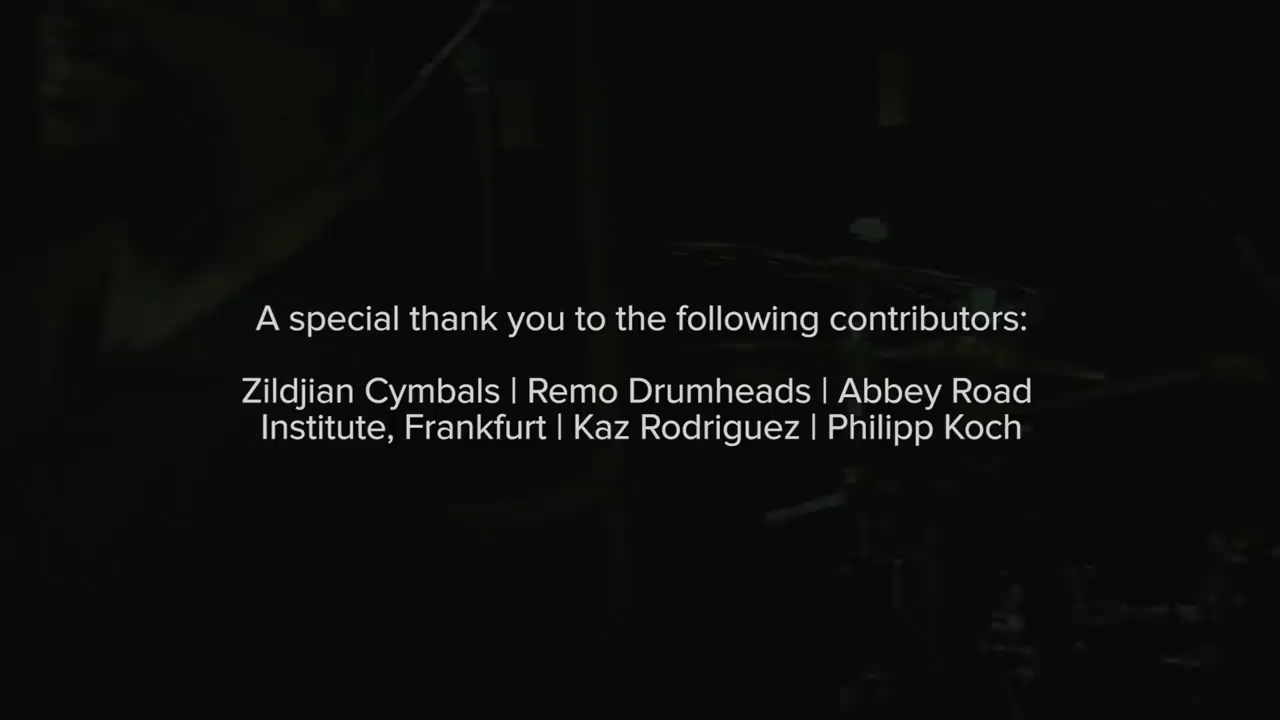 A special thank you to the following contributors:
Zildjian Cymbals | Remo Drumheads | Abbey Road
Institute, Frankfurt | Kaz Rodriguez | Philipp Koch